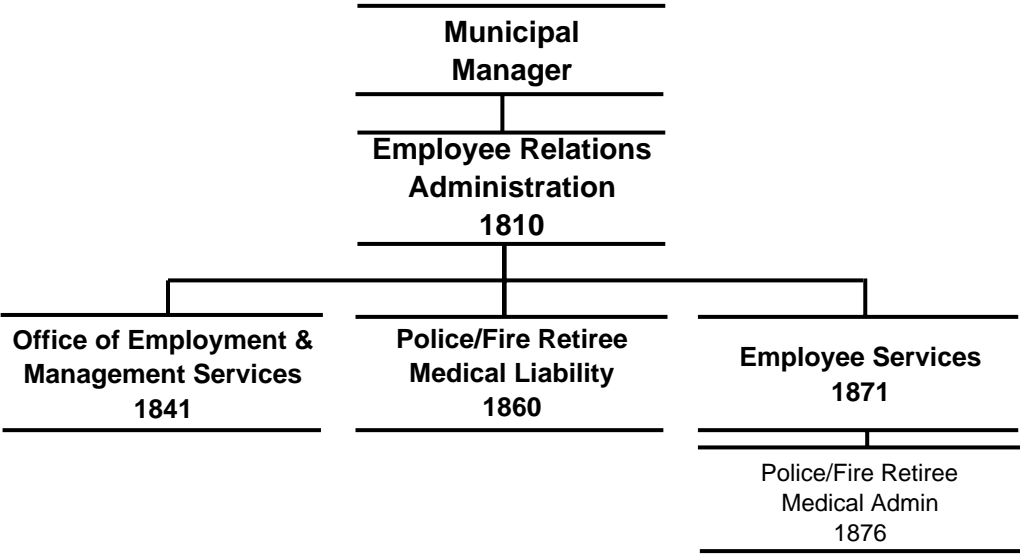 Municipal
Manager
Employee Relations
Administration
1810
Office of Employment &
Management Services
1841
Police/Fire Retiree
Medical Liability
1860
Employee Services
1871
Police/Fire Retiree
Medical Admin
1876